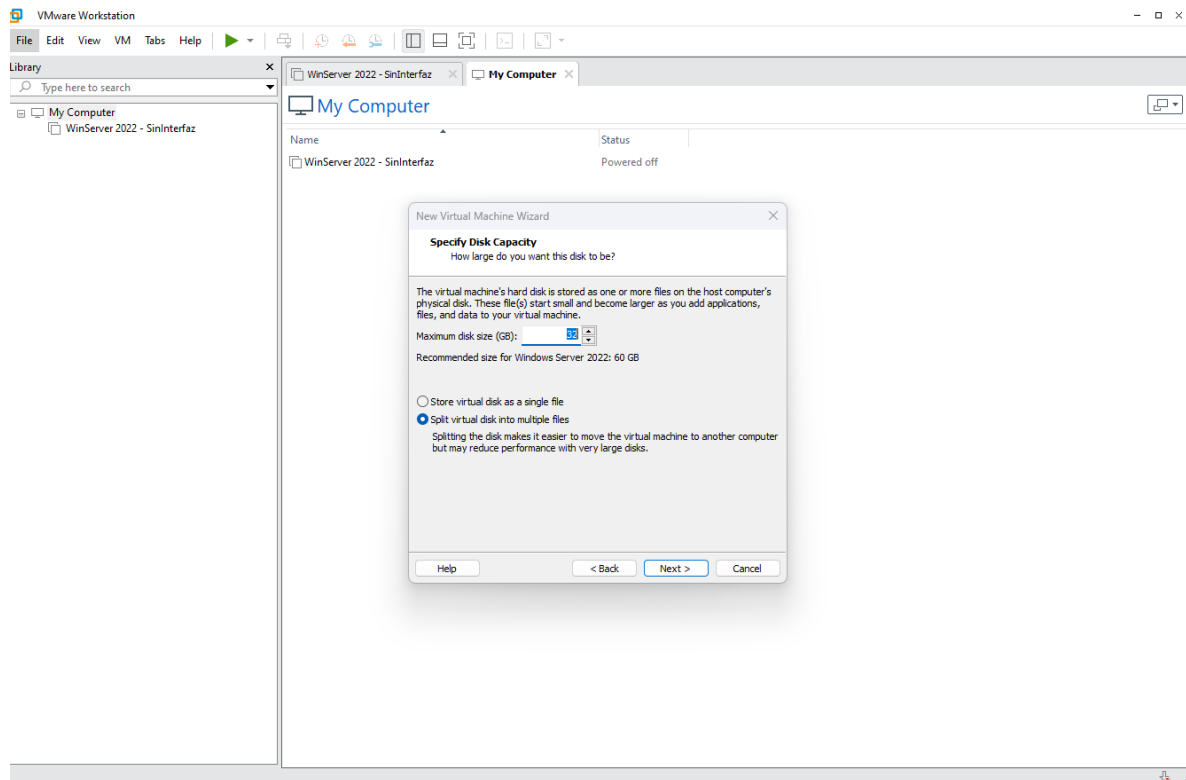 VMware Workstation
File Edit View VM Tabs Help
Library
Type here to search
My Computer
WinServer 2022 - SinInterfaz
WinServer 2022 - SinInterfaz
My Computer
My Computer
Name Status
WinServer 2022 - SinInterfaz Powered off
New Virtual Machine Wizard
Specify Disk Capacity
How large do you want this disk to be?
The virtual machine's hard disk is stored as one or more files on the host computer's
physical disk. These file(s) start small and become larger as you add applications,
files, and data to your virtual machine.
Maximum disk size (GB): 32
Recommended size for Windows Server 2022: 60 GB
Store virtual disk as a single file
Split virtual disk into multiple files
Splitting the disk makes it easier to move the virtual machine to another computer
but may reduce performance with very large disks.
Help < Back Next > Cancel